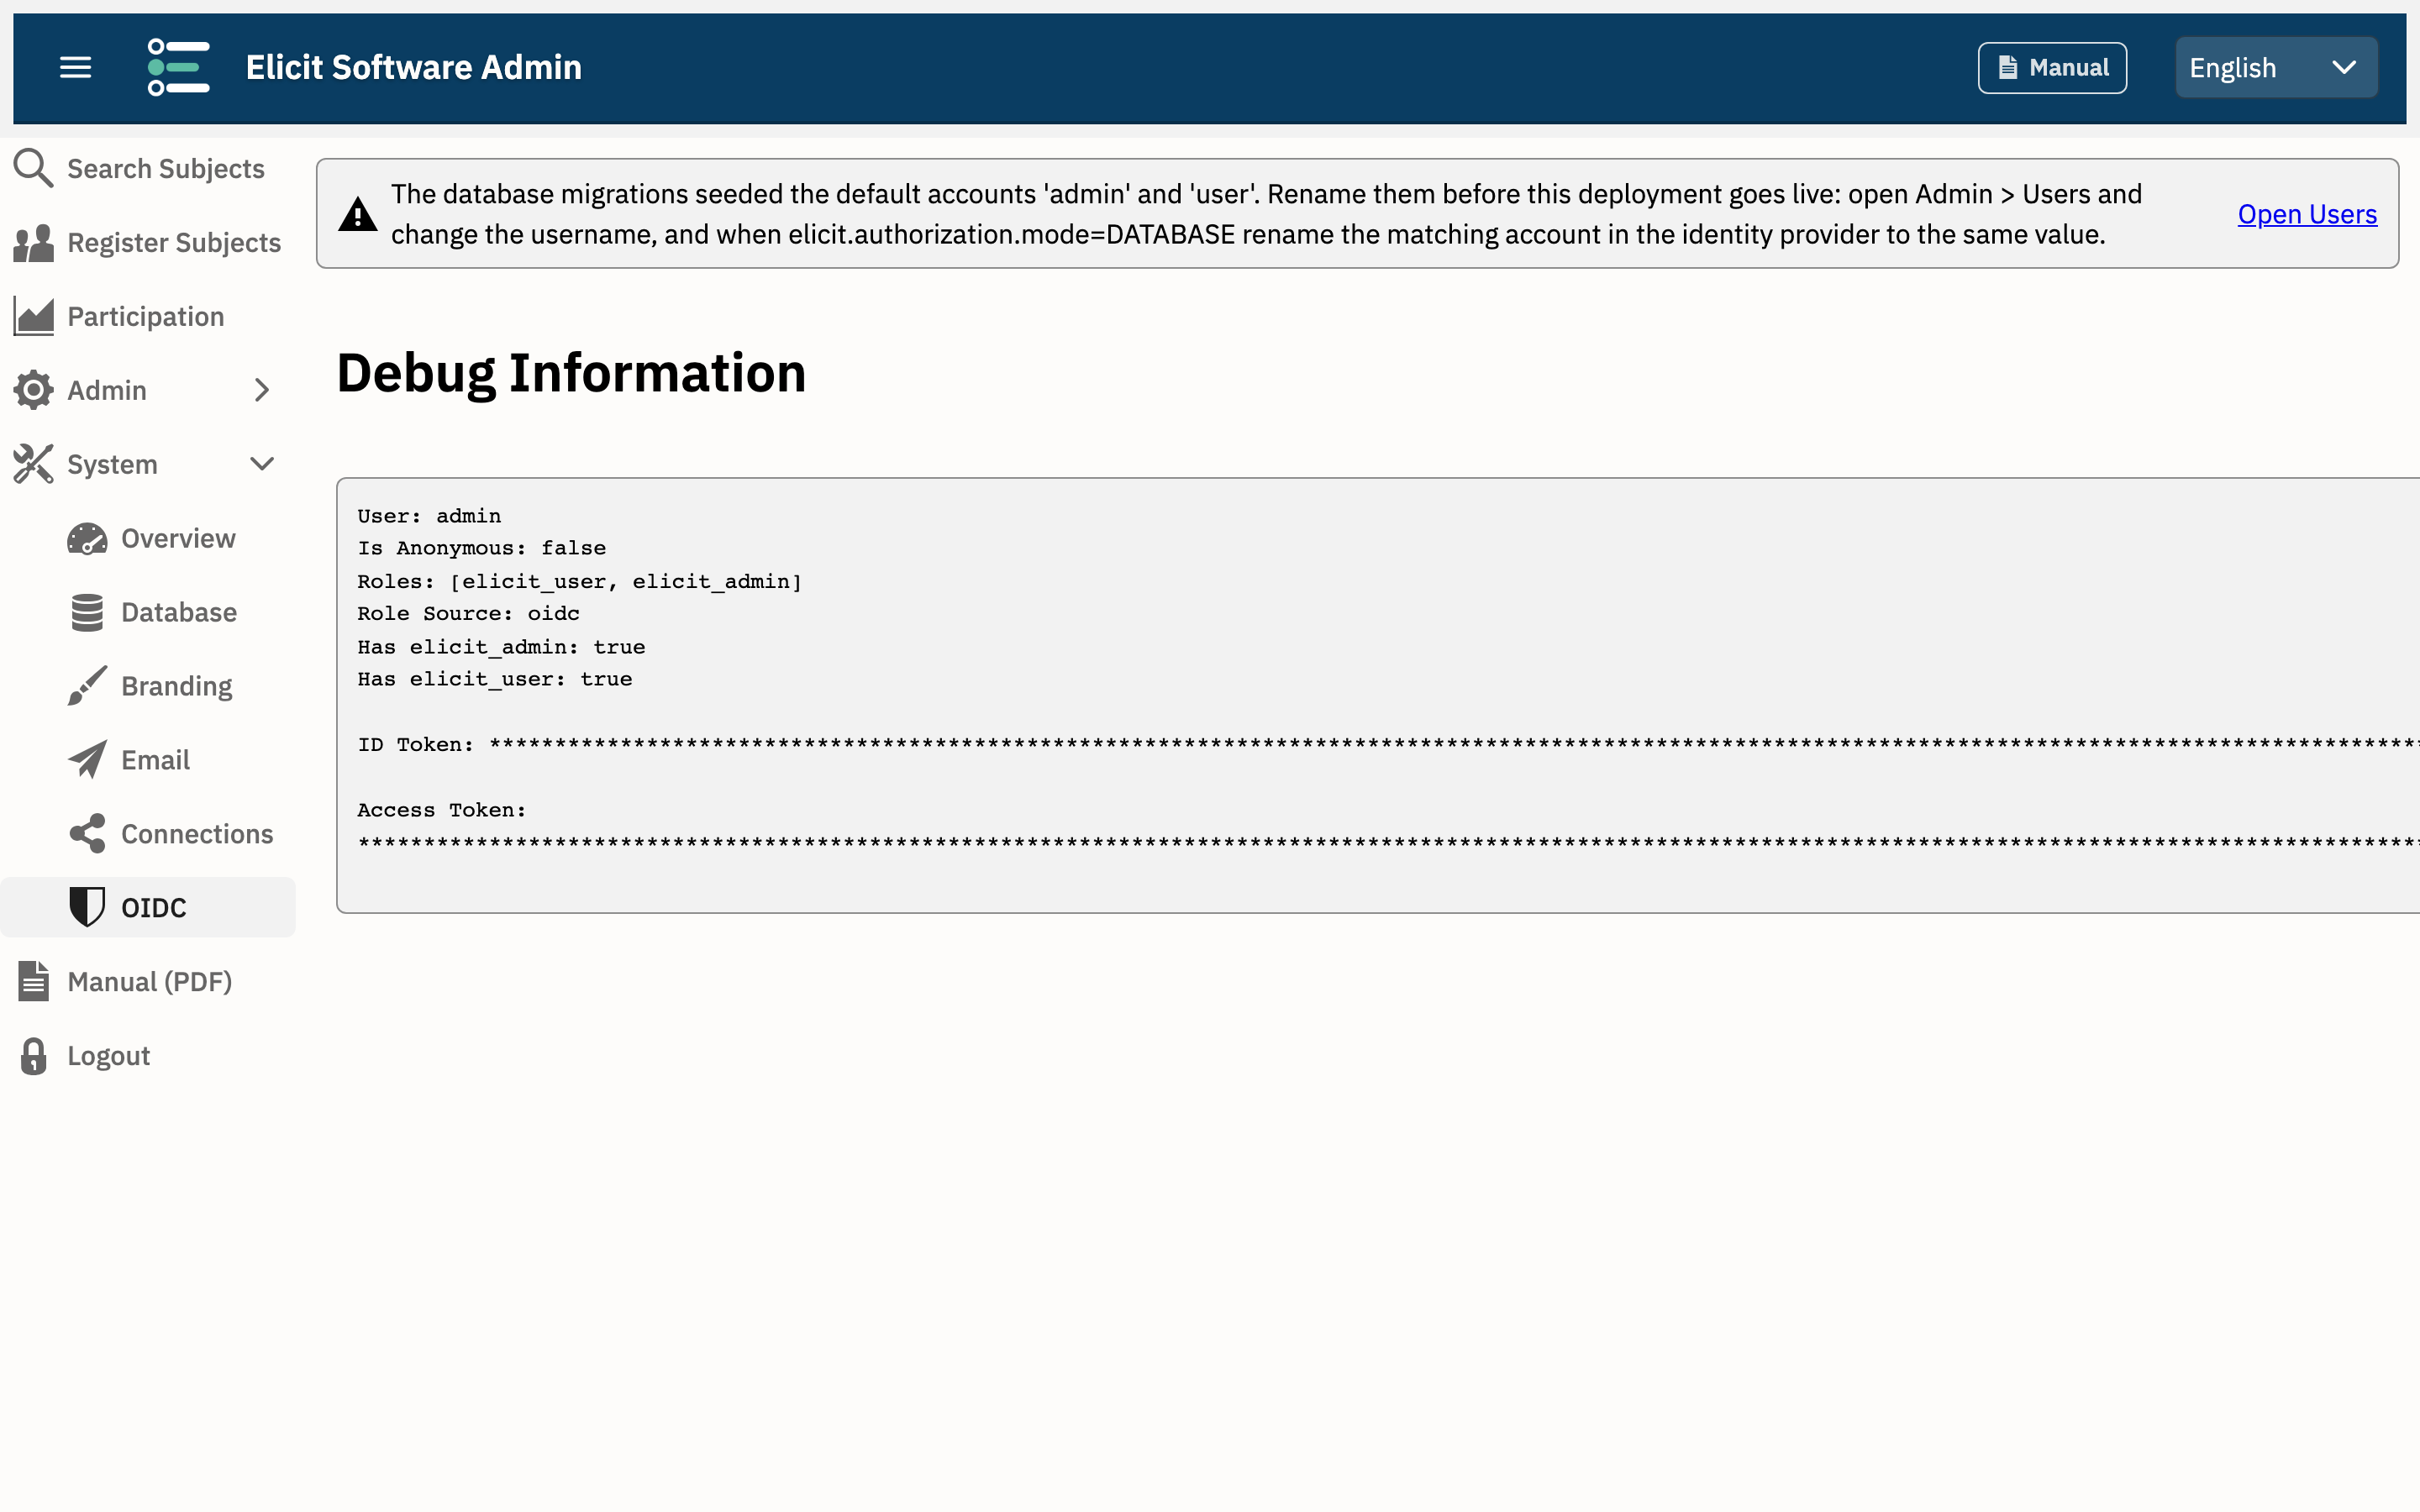 Elicit Software Admin
Manual
English
Search Subjects
Register Subjects
Participation
Admin
System
Overview
Database
Branding
Email
Connections
OIDC
Manual (PDF)
Logout
The database migrations seeded the default accounts 'admin' and 'user'. Rename them before this deployment goes live: open Admin > Users and
change the username, and when elicit.authorization.mode=DATABASE rename the matching account in the identity provider to the same value.
Open Users
Debug Information
User: admin
Is Anonymous: false
Roles: [elicit_user, elicit_admin]
Role Source: oidc
Has elicit_admin: true
Has elicit_user: true
ID Token: ****************************************************************************************************************************************************
Access Token:
**************************************************************************************************************************************************************